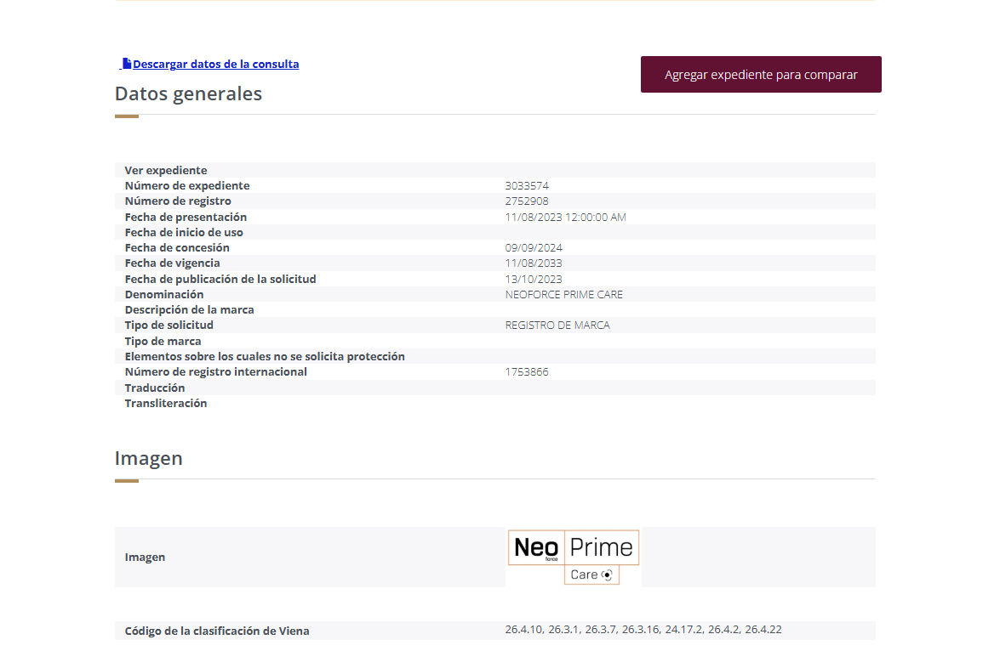 Descargar datos de la consulta
Agregar expediente para comparar
Datos generales
Ver expediente
Número de expediente 3033574
Número de registro 2752908
Fecha de presentación 11/08/2023 12:00:00 AM
Fecha de inicio de uso
Fecha de concesión 09/09/2024
Fecha de vigencia 11/08/2033
Fecha de publicación de la solicitud 13/10/2023
Denominación NEOFORCE PRIME CARE
Descripción de la marca
Tipo de solicitud REGISTRO DE MARCA
Tipo de marca
Elementos sobre los cuales no se solicita protección
Número de registro internacional 1753866
Traducción
Transliteración
Imagen
Imagen
Neo Prime
force
Care
Código de la clasificación de Viena 26.4.10, 26.3.1, 26.3.7, 26.3.16, 24.17.2, 26.4.2, 26.4.22